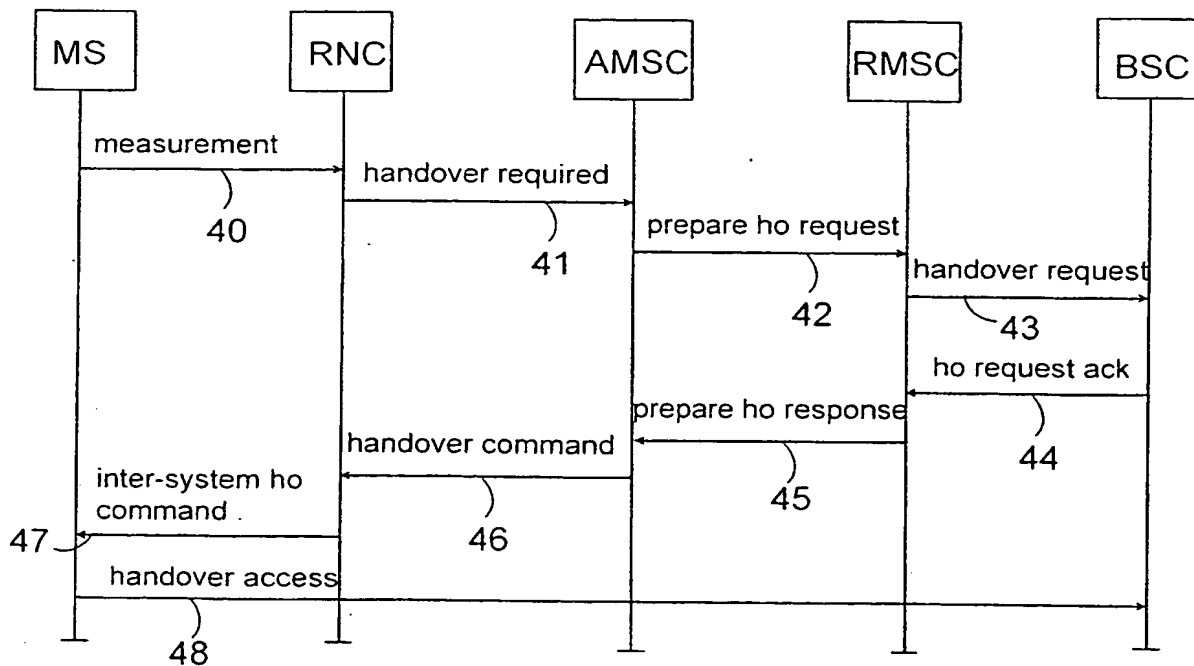 MS RNC AMSC RMSC BSC
measurement
40
handover required
41
prepare ho request
42
handover request
43
ho request ack
44
prepare ho response
45
handover command
46
inter-system ho
command
47
handover access
48